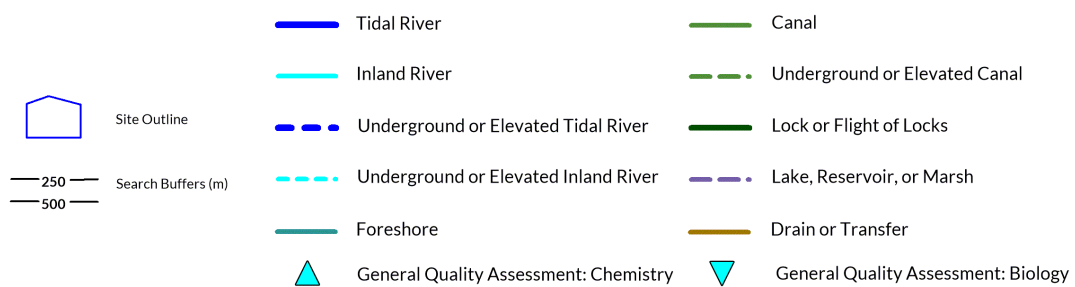 Site Outline
250
500
Search Buffers (m)
Tidal River
Inland River
Underground or Elevated Tidal River
Underground or Elevated Inland River
Foreshore
General Quality Assessment: Chemistry
Canal
Underground or Elevated Canal
Lock or Flight of Locks
Lake, Reservoir, or Marsh
Drain or Transfer
General Quality Assessment: Biology